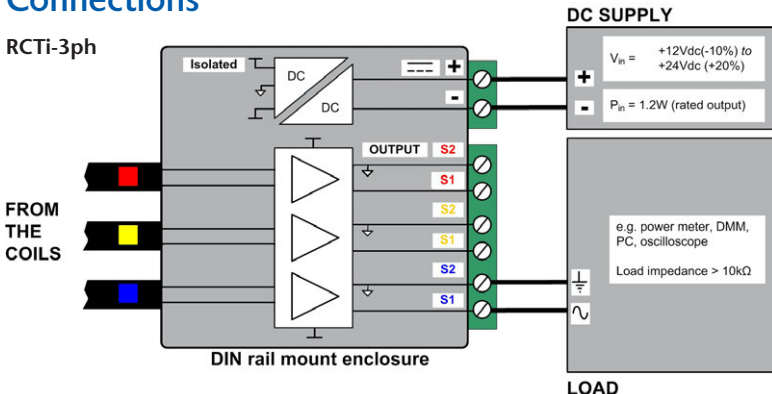 Connections
RCTi-3ph
DC SUPPLY
Isolated
DC
DC
+
-
+
-
Vin = +12Vdc(-10%) to
+24Vdc (+20%)
Pin = 1.2W (rated output)
OUTPUT S2
S1
S2
S1
S2
S1
FROM
THE
COILS
e.g. power meter, DMM,
PC, oscilloscope
Load impedance > 10kΩ
DIN rail mount enclosure
LOAD